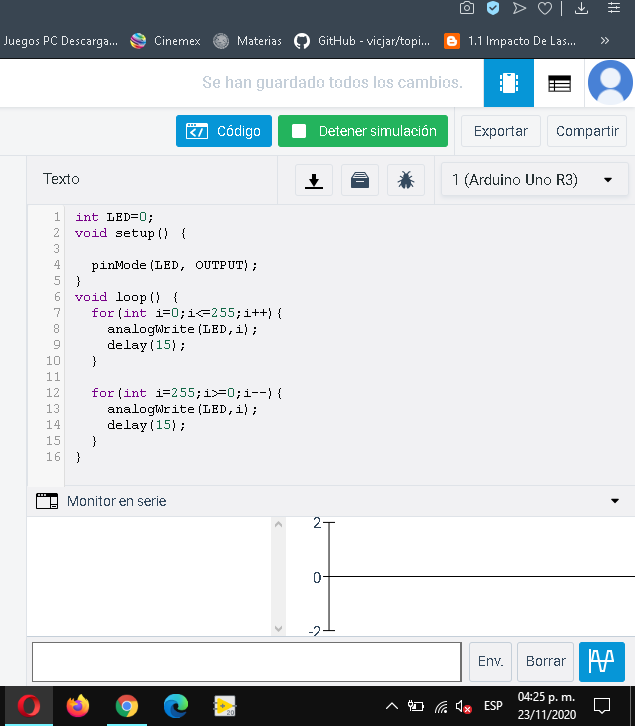 Juegos PC Descarga... Cinemex Materias GitHub - vicjar/topi... 1.1 Impacto De Las... »
Se han guardado todos los cambios.
Código Detener simulación Exportar Compartir
Texto 1 (Arduino Uno R3)
1 int LED=0;
2 void setup() {
3
4 pinMode(LED, OUTPUT);
5 }
6 void loop() {
7 for(int i=0;i<=255;i++){
8 analogWrite(LED,i);
9 delay(15);
10 }
11
12 for(int i=255;i>=0;i--){
13 analogWrite(LED,i);
14 delay(15);
15 }
16 }
Monitor en serie
2
0
-2
Env. Borrar
20
ESP
04:25 p. m.
23/11/2020